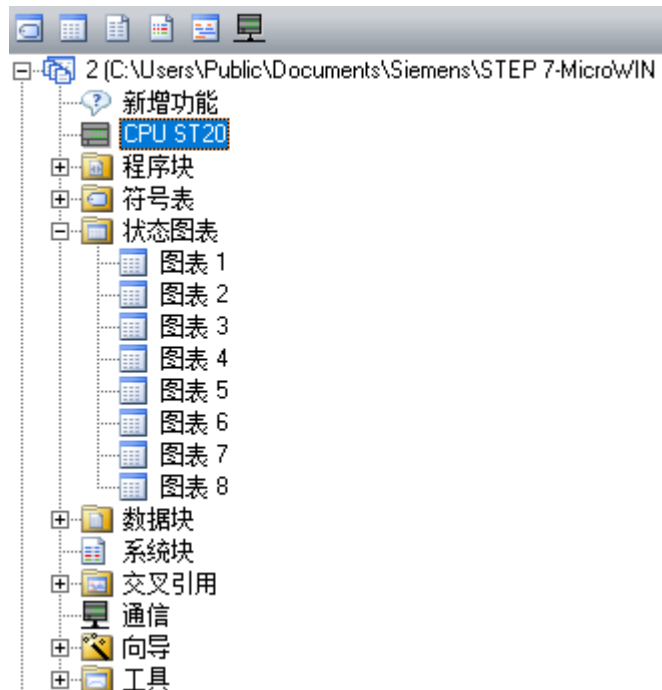 2 (C:\Users\Public\Documents\Siemens\STEP 7-MicroWIN
新增功能
CPU ST20
程序块
符号表
状态图表
图表 1
图表 2
图表 3
图表 4
图表 5
图表 6
图表 7
图表 8
数据块
系统块
交叉引用
通信
向导
工具